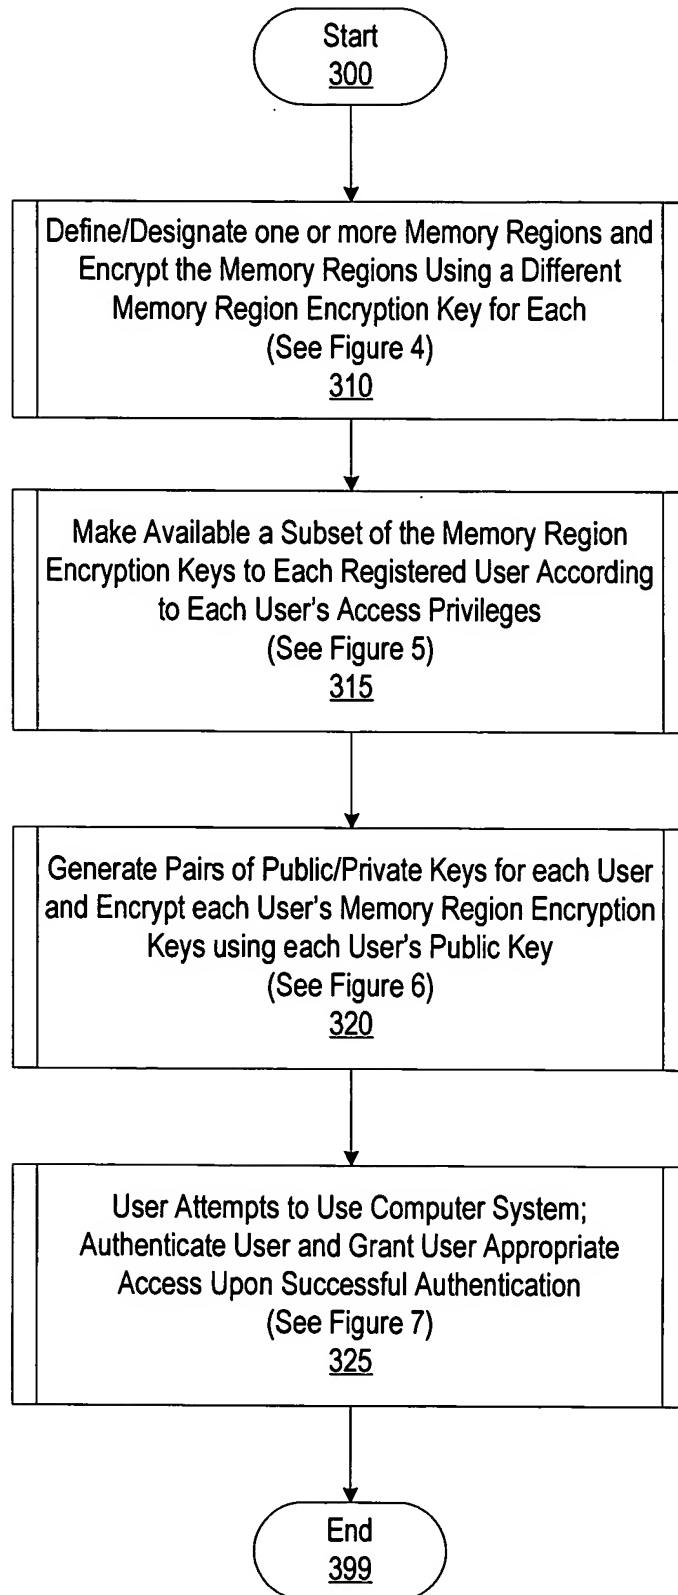 Start
300
Define/Designate one or more Memory Regions and
Encrypt the Memory Regions Using a Different
Memory Region Encryption Key for Each
(See Figure 4)
310
Make Available a Subset of the Memory Region
Encryption Keys to Each Registered User According
to Each User's Access Privileges
(See Figure 5)
315
Generate Pairs of Public/Private Keys for each User
and Encrypt each User's Memory Region Encryption
Keys using each User's Public Key
(See Figure 6)
320
User Attempts to Use Computer System;
Authenticate User and Grant User Appropriate
Access Upon Successful Authentication
(See Figure 7)
325
End
399